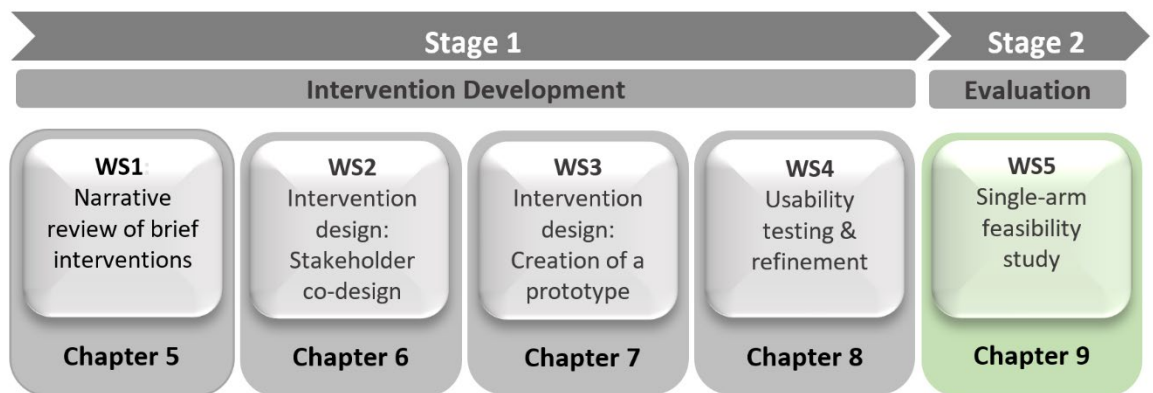 Stage 1
Stage 2
Intervention Development
Evaluation
WS1:
Narrative
review of brief
interventions
Chapter 5
WS2
Intervention
design:
Stakeholder
co-design
Chapter 6
WS3
Intervention
design:
Creation of a
prototype
Chapter 7
WS4
Usability
testing &
refinement
Chapter 8
WS5
Single-arm
feasibility
study
Chapter 9